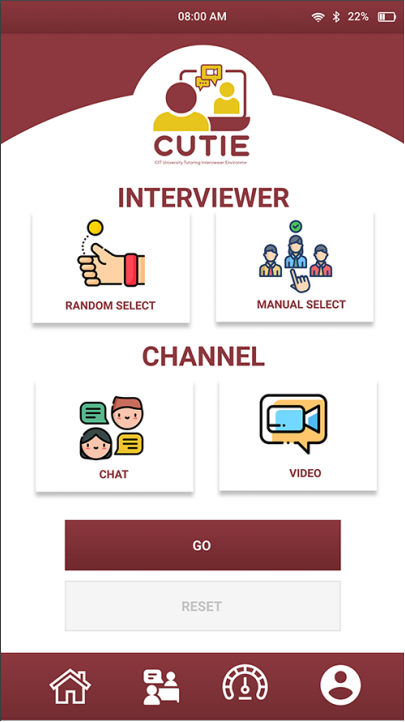 08:00 AM
22%
CUTIE
CIT University Tutoring Interviewer Environme
INTERVIEWER
RANDOM SELECT
MANUAL SELECT
CHANNEL
CHAT
VIDEO
GO
RESET